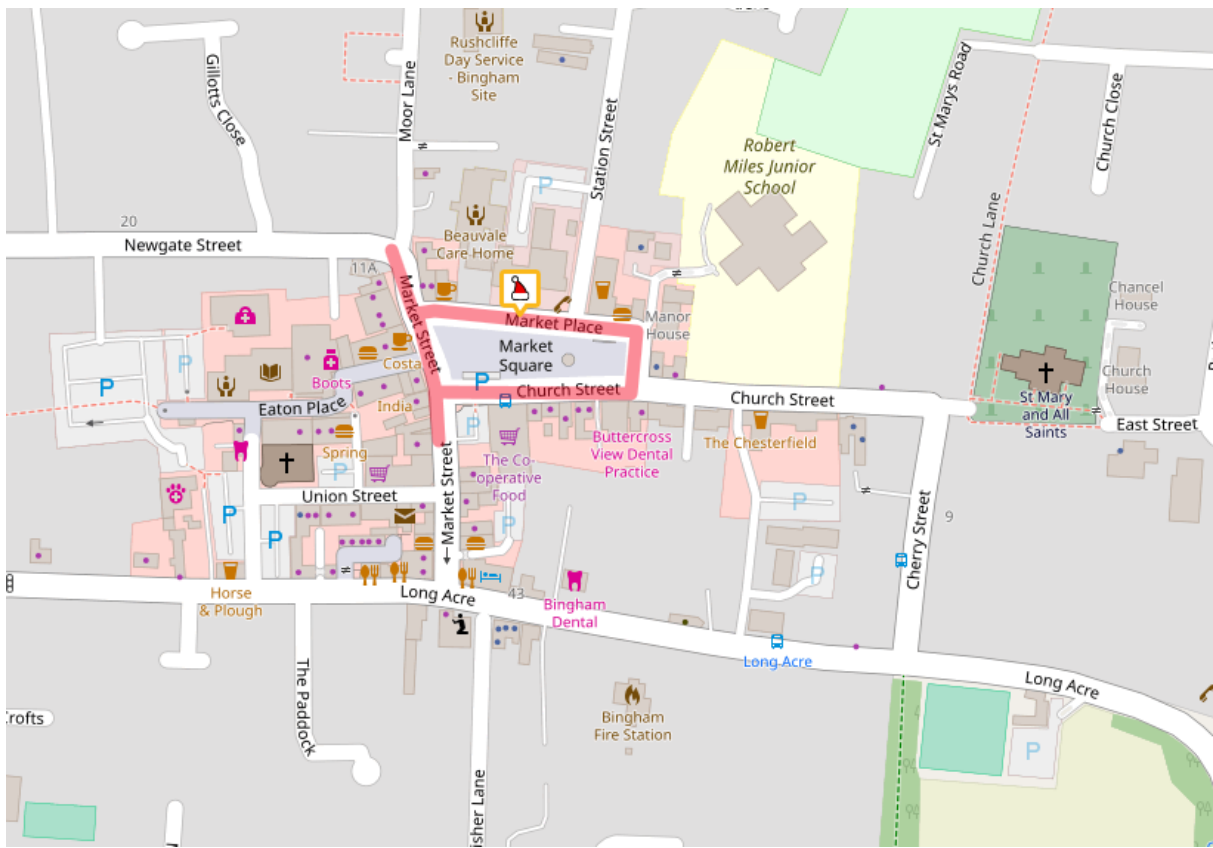 Rushcliffe
Day Service
- Bingham
Site
Gillotts Close
Moor Lane
Station Street
St Marys Road
Church Close
Robert
Miles Junior
School
P
20
Newgate Street
Beauvale
Care Home
Church Lane
11A
Market Street
Market Place
Manor
House
Chancel
House
Market
Square
P
Costa
P
P
Boots
Church Street
Church
House
Eaton Place
India
Church Street
St Mary
and All
Saints
East Street
P
Spring
The Co-
operative
Food
Buttercross
View Dental
Practice
The Chesterfield
Market Street
P
Union Street
P
P
P
P
9
Cherry Street
P
Horse
& Plough
Long Acre
43
Bingham
Dental
Long Acre
The Paddock
Long Acre
Crofts
Bingham
Fire Station
P
isher Lane